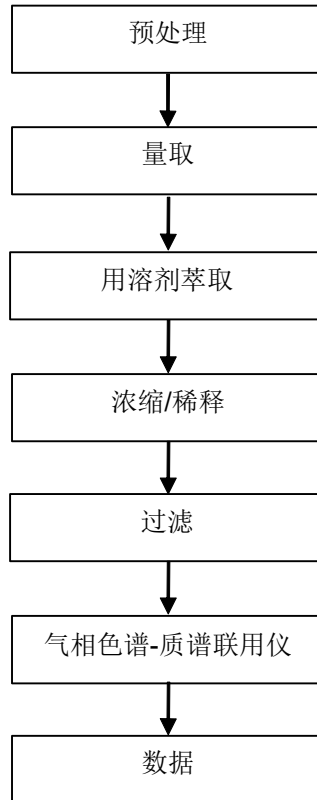 预处理
量取
用溶剂萃取
浓缩/稀释
过滤
气相色谱-质谱联用仪
数据